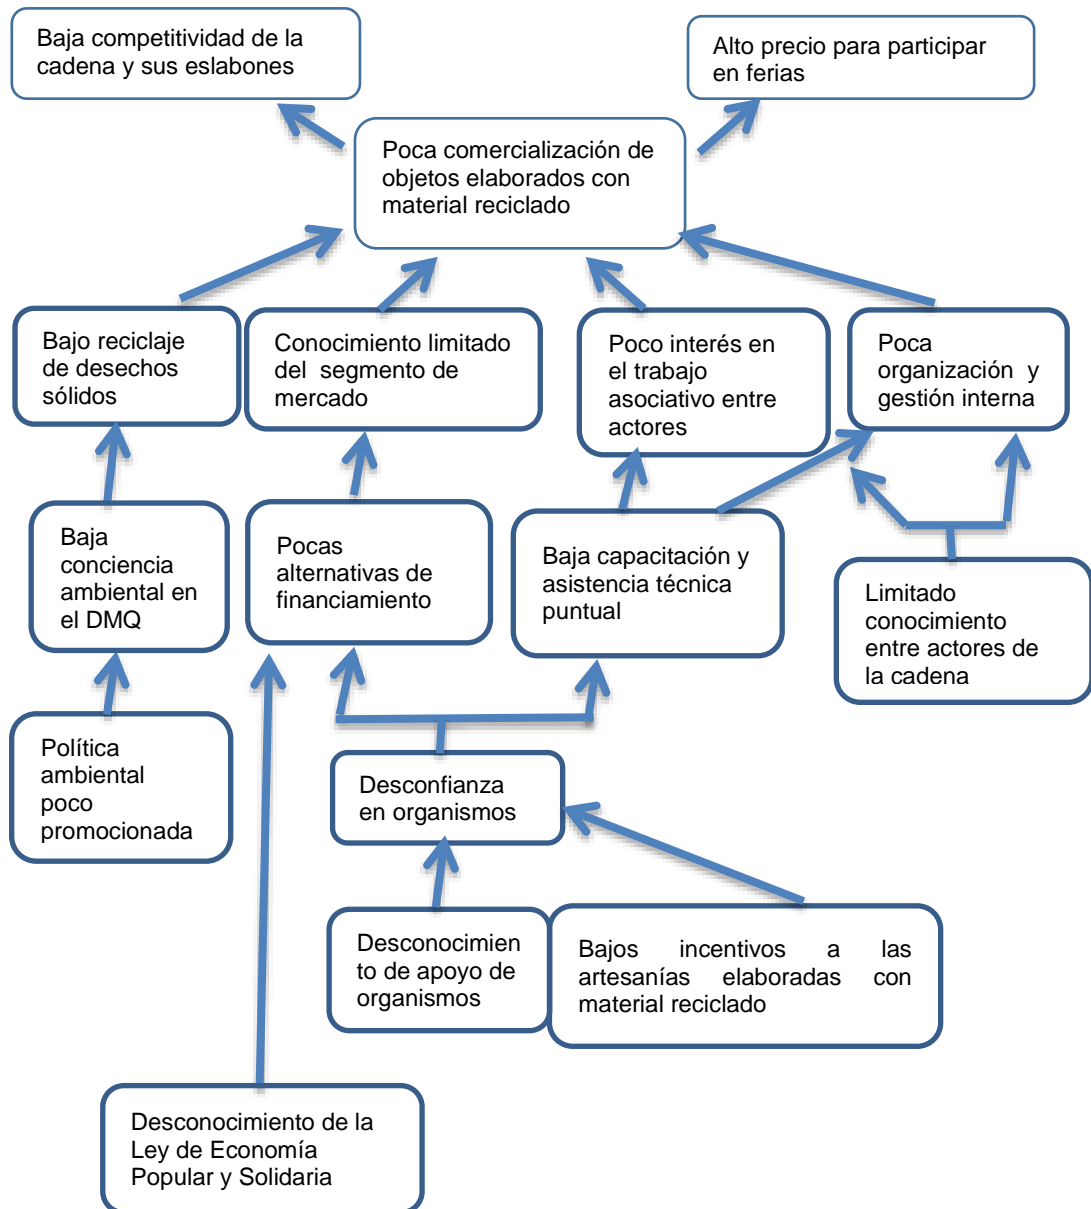 Baja competitividad de la
cadena y sus eslabones
Alto precio para participar
en ferias
Poca comercialización de
objetos elaborados con
material reciclado
Bajo reciclaje
de desechos
sólidos
Conocimiento limitado
del segmento de
mercado
Poco interés en
el trabajo
asociativo entre
actores
Poca
organización y
gestión interna
Baja
conciencia
ambiental en
el DMQ
Pocas
alternativas de
financiamiento
Baja capacitación y
asistencia técnica
puntual
Limitado
conocimiento
entre actores de
la cadena
Política
ambiental
poco
promocionada
Desconfianza
en organismos
Desconocimien
to de apoyo de
organismos
Bajos incentivos a las
artesanías elaboradas con
material reciclado
Desconocimiento de la
Ley de Economía
Popular y Solidaria